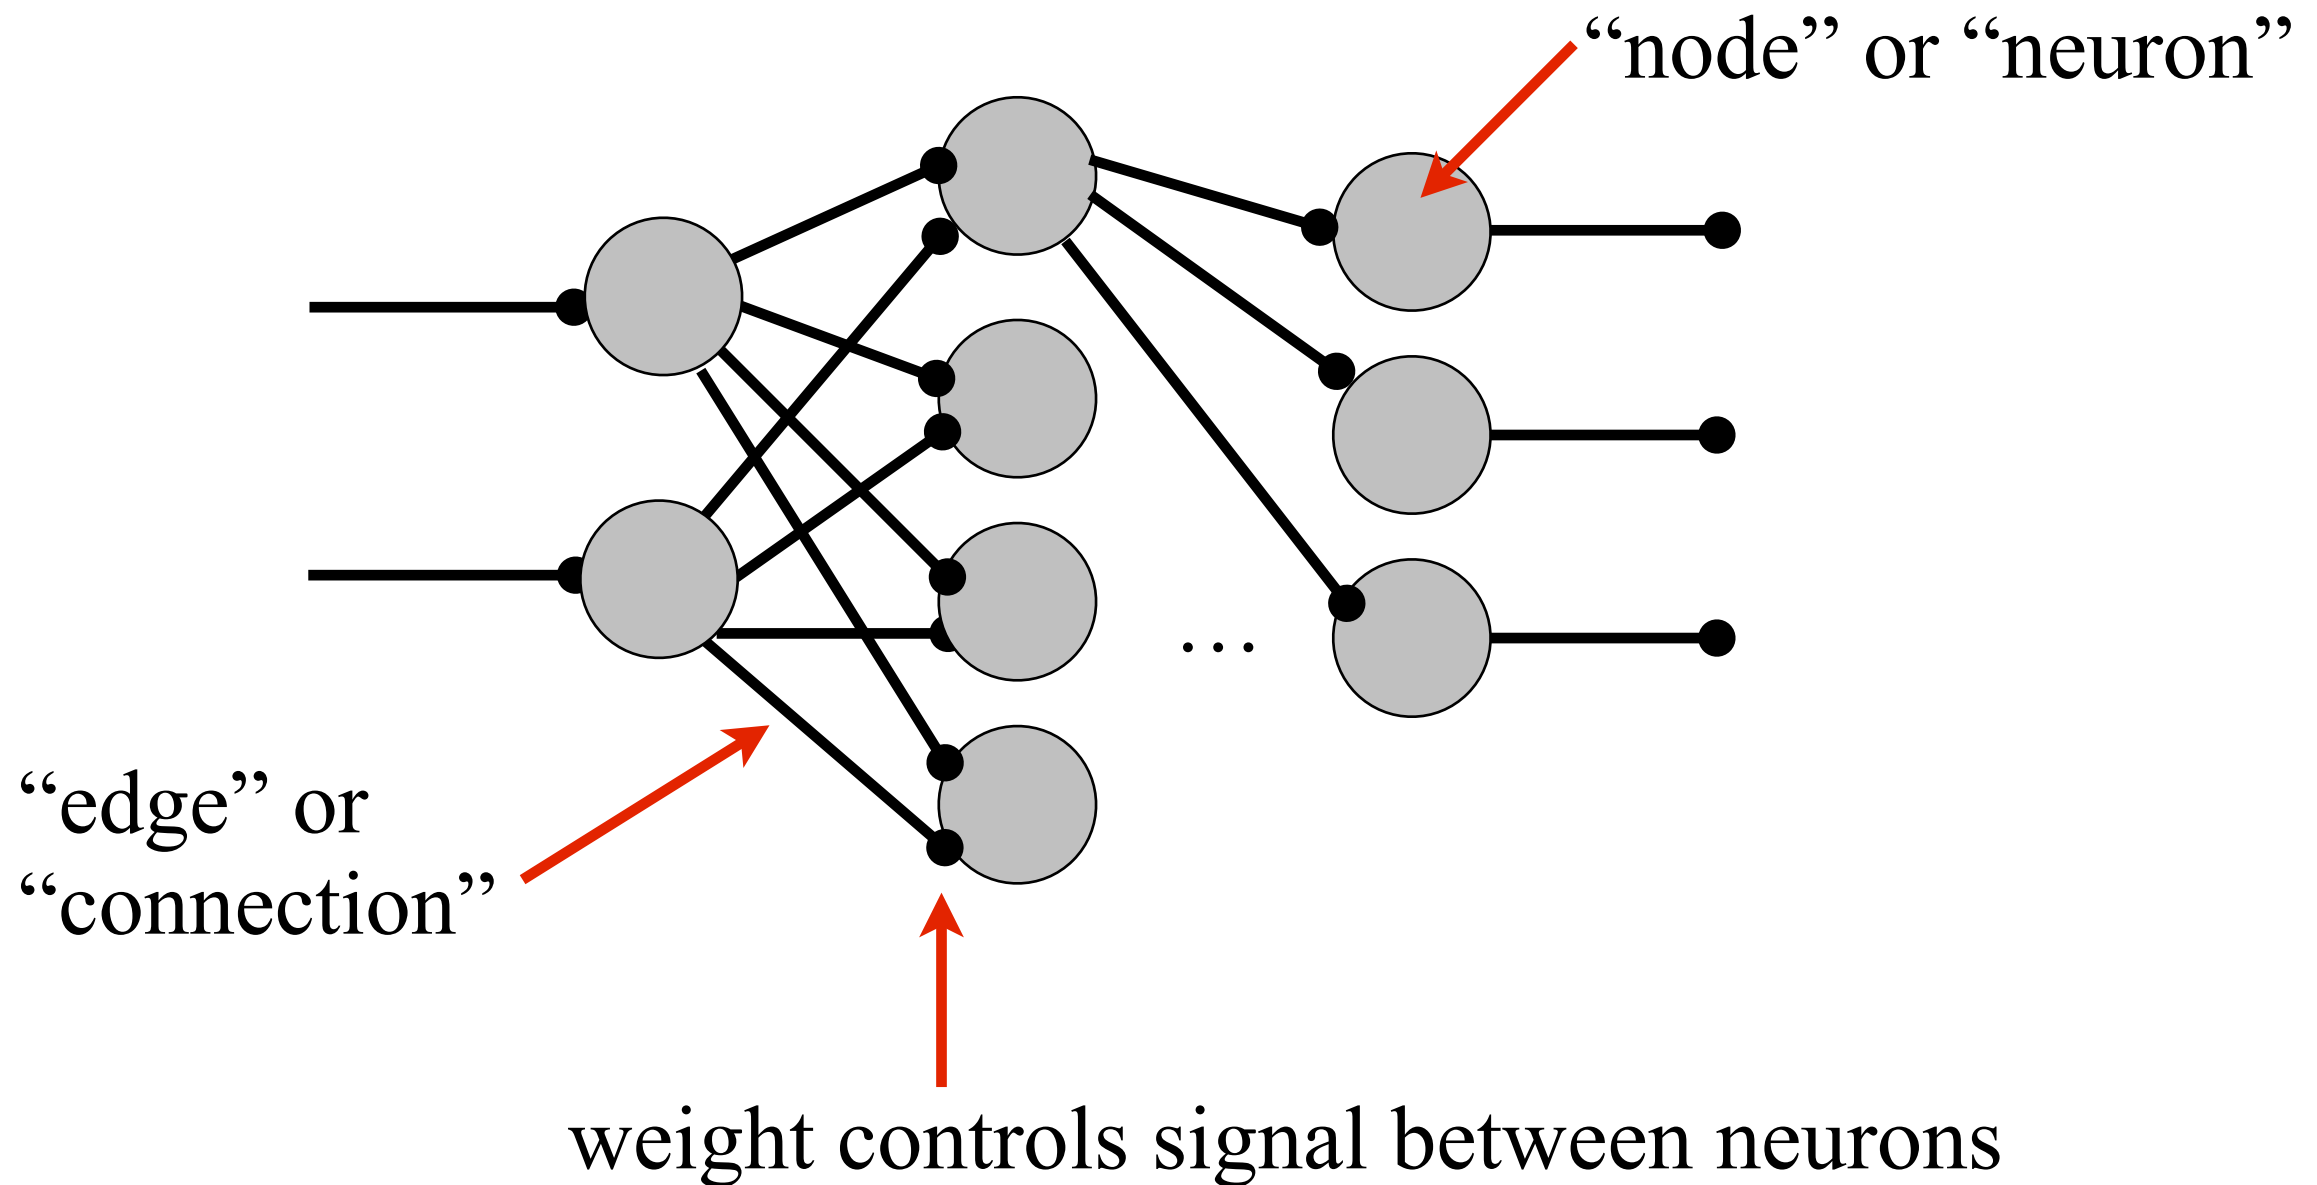 “node” or “neuron”
“edge” or
“connection”
…
weight controls signal between neurons